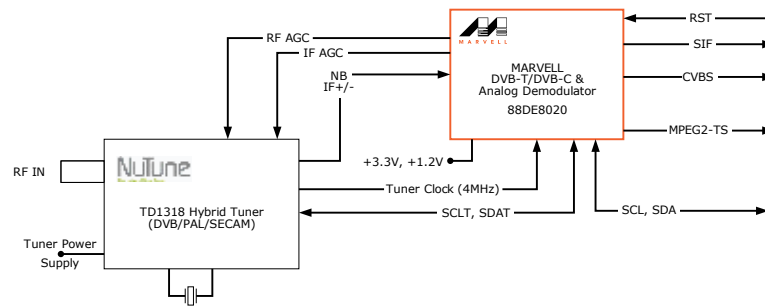 RF AGC
IF AGC
NB
IF+/-
MARVELL
MARVELL
DVB-T/DVB-C &
Analog Demodulator
88DE8020
RST
SIF
CVBS
MPEG2-TS
+3.3V, +1.2V
RF IN
NuTune
TD1318 Hybrid Tuner
(DVB/PAL/SECAM)
Tuner Clock (4MHz)
SCLT, SDAT
SCL, SDA
Tuner Power
Supply